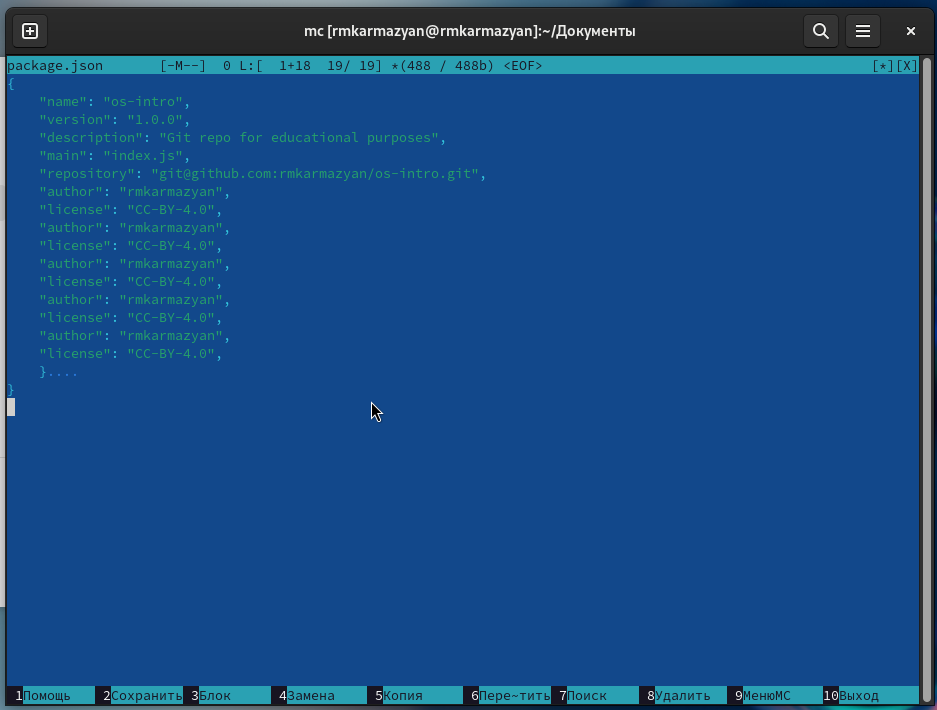 mc [rmkarmazyan@rmkarmazyan]:~/Документы
package.json [-M--] 0 L:[ 1+18 19/ 19] *(488 / 488b) <EOF> [*][X]
{
    "name": "os-intro",
    "version": "1.0.0",
    "description": "Git repo for educational purposes",
    "main": "index.js",
    "repository": "git@github.com:rmkarmazyan/os-intro.git",
    "author": "rmkarmazyan",
    "license": "CC-BY-4.0",
    "author": "rmkarmazyan",
    "license": "CC-BY-4.0",
    "author": "rmkarmazyan",
    "license": "CC-BY-4.0",
    "author": "rmkarmazyan",
    "license": "CC-BY-4.0",
    "author": "rmkarmazyan",
    "license": "CC-BY-4.0",
    }....
}
1Помощь 2Сохранить 3Блок 4Замена 5Копия 6Пере~тить 7Поиск 8Удалить 9МенюMC 10Выход